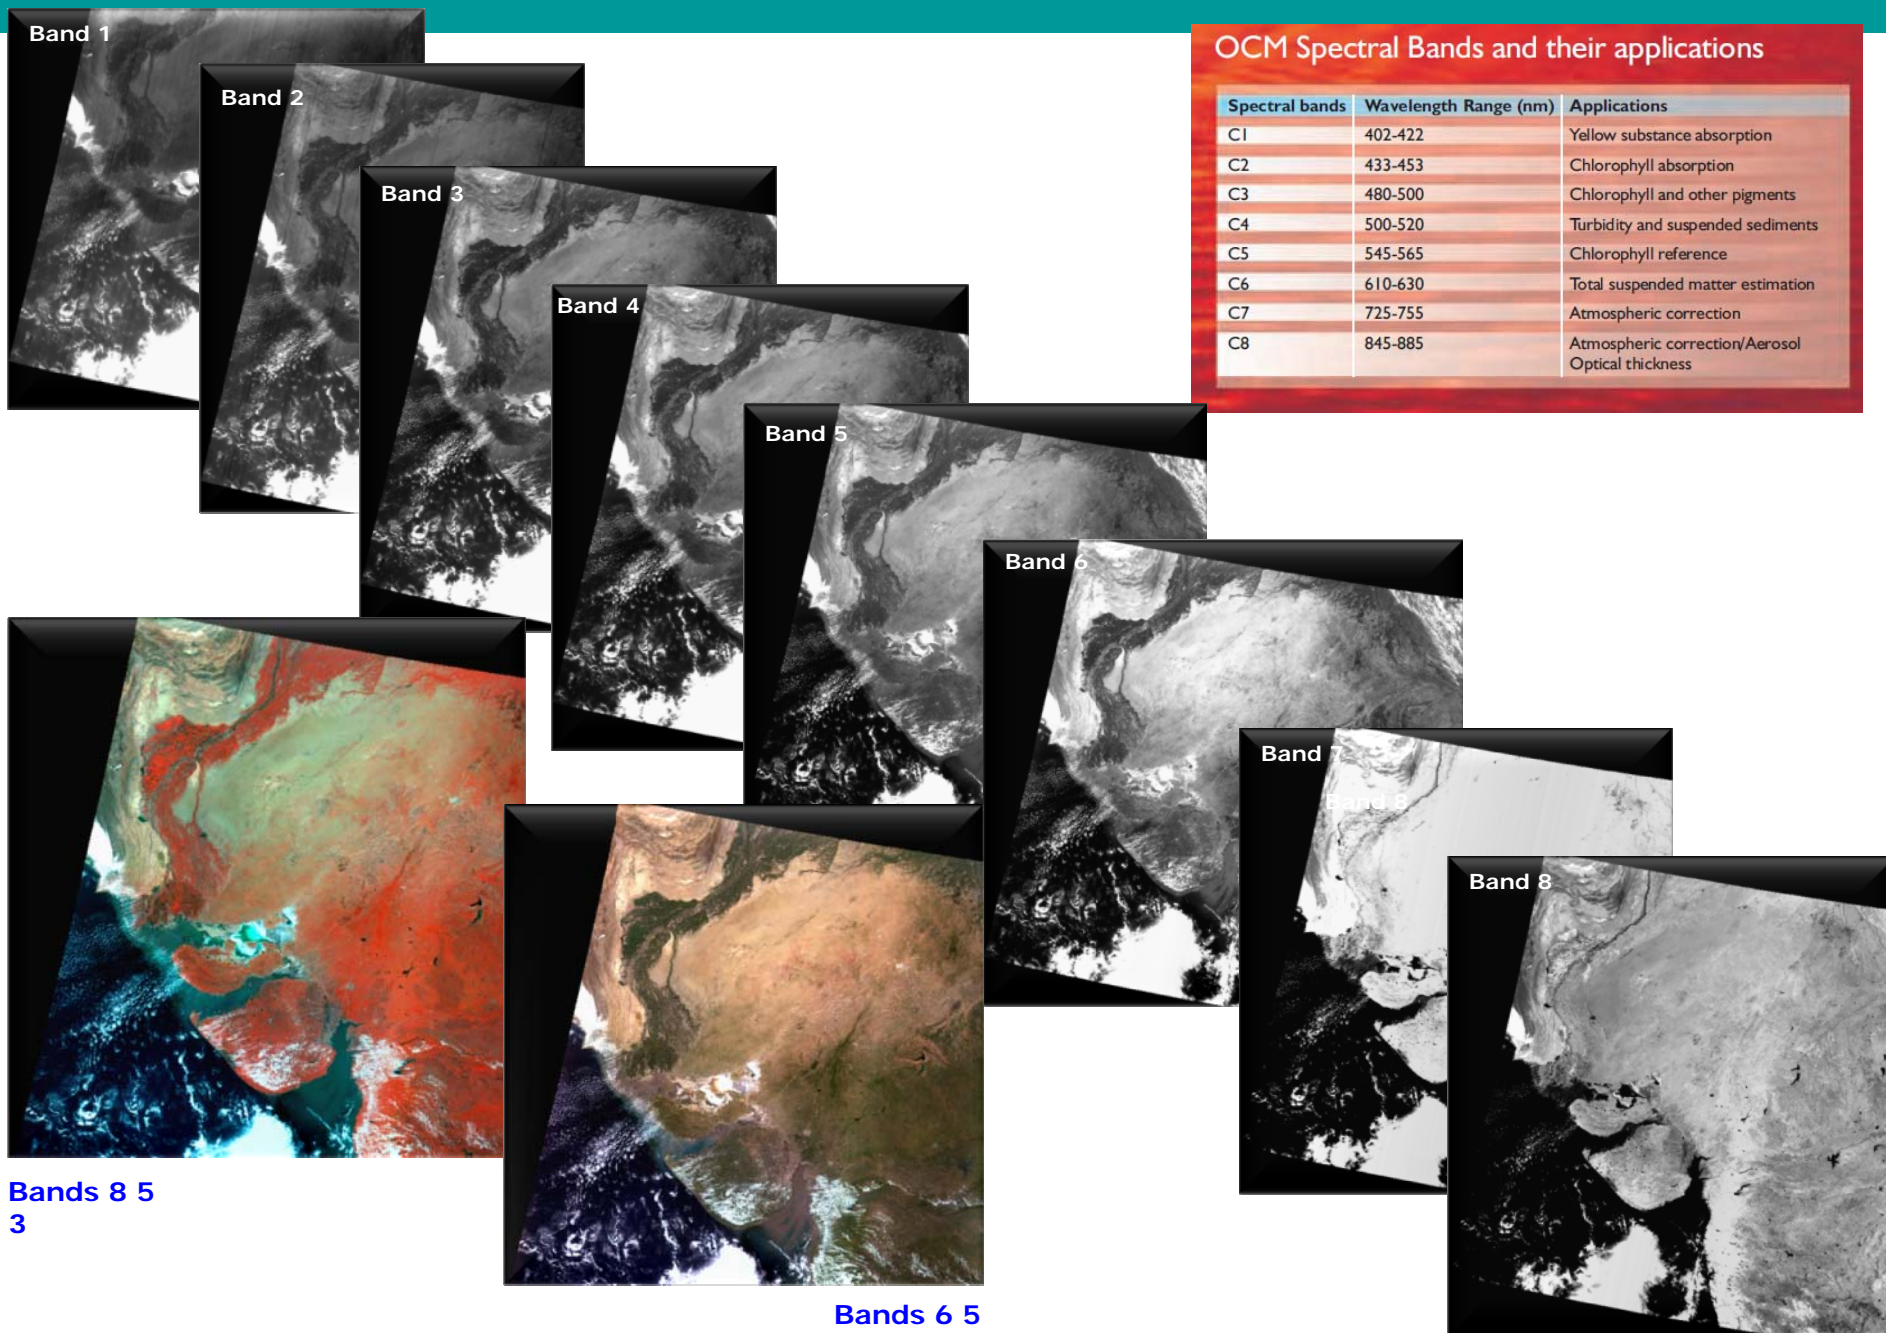 Band 1
Band 2
Band 3
Band 4
Band 5
Band 6
Band 7
Band 8
Band 8
OCM Spectral Bands and their applications
Spectral bands Wavelength Range (nm) Applications
C1 402-422 Yellow substance absorption
C2 433-453 Chlorophyll absorption
C3 480-500 Chlorophyll and other pigments
C4 500-520 Turbidity and suspended sediments
C5 545-565 Chlorophyll reference
C6 610-630 Total suspended matter estimation
C7 725-755 Atmospheric correction
C8 845-885 Atmospheric correction/Aerosol
Optical thickness
Bands 8 5
3
Bands 6 5